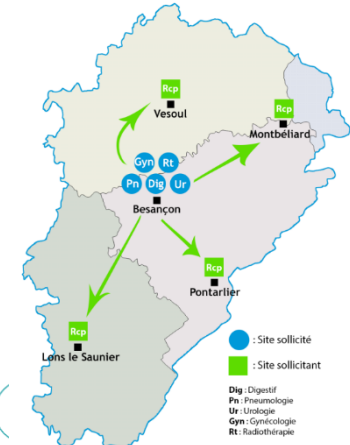 Rcp
Vesoul
Rcp
Montbéliard
Gyn Rt
Pn Dig Ur
Besançon
Rcp
Pontarlier
Rcp
Lons le Saunier
: Site sollicité
: Site sollicitant
Dig : Digestif
Pn : Pneumologie
Ur : Urologie
Gyn : Gynécologie
Rt : Radiothérapie